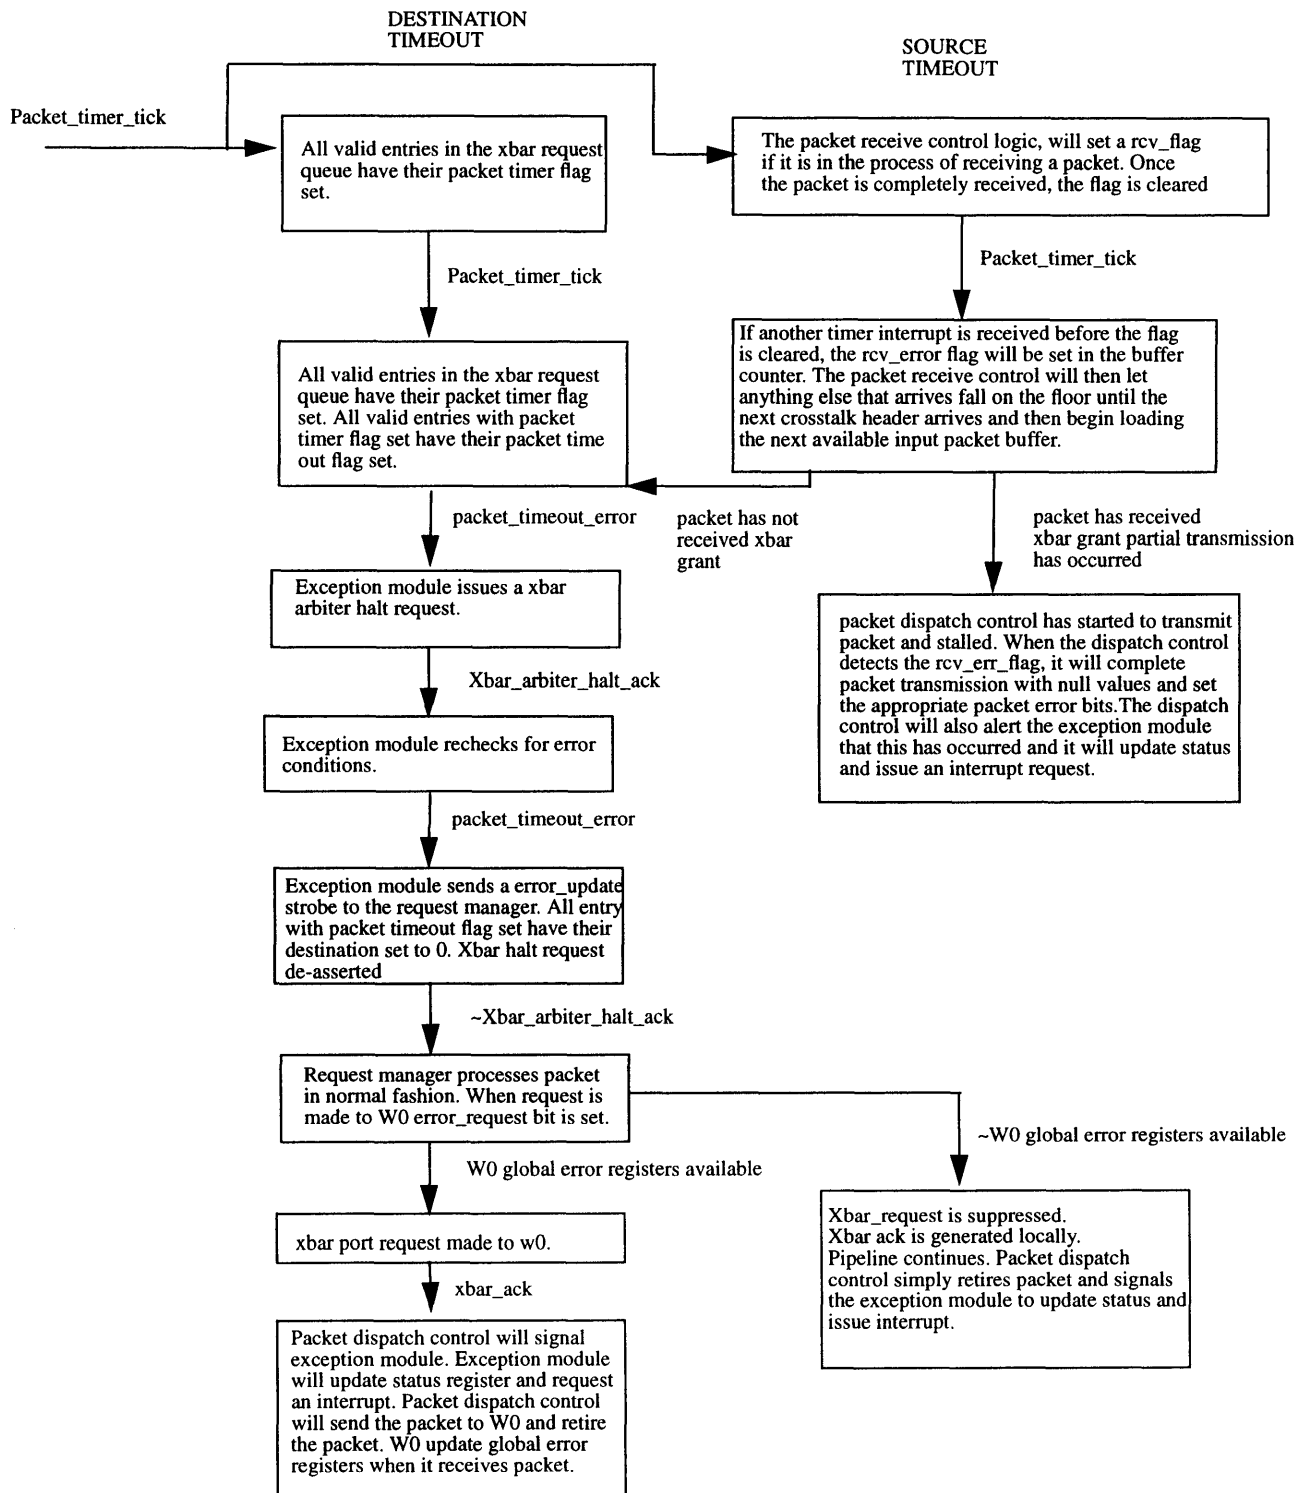 DESTINATION
TIMEOUT
SOURCE
TIMEOUT
Packet_timer_tick
All valid entries in the xbar request
queue have their packet timer flag
set.
The packet receive control logic, will set a rcv_flag
if it is in the process of receiving a packet. Once
the packet is completely received, the flag is cleared
Packet_timer_tick
Packet_timer_tick
All valid entries in the xbar request
queue have their packet timer flag
set. All valid entries with packet
timer flag set have their packet time
out flag set.
If another timer interrupt is received before the flag
is cleared, the rcv_error flag will be set in the buffer
counter. The packet receive control will then let
anything else that arrives fall on the floor until the
next crosstalk header arrives and then begin loading
the next available input packet buffer.
packet_timeout_error
packet has not
received xbar
grant
packet has received
xbar grant partial transmission
has occurred
Exception module issues a xbar
arbiter halt request.
packet dispatch control has started to transmit
packet and stalled. When the dispatch control
detects the rcv_err_flag, it will complete
packet transmission with null values and set
the appropriate packet error bits.The dispatch
control will also alert the exception module
that this has occurred and it will update status
and issue an interrupt request.
Xbar_arbiter_halt_ack
Exception module rechecks for error
conditions.
packet_timeout_error
Exception module sends a error_update
strobe to the request manager. All entry
with packet timeout flag set have their
destination set to 0. Xbar halt request
de-asserted
~Xbar_arbiter_halt_ack
Request manager processes packet
in normal fashion. When request is
made to W0 error_request bit is set.
~W0 global error registers available
W0 global error registers available
xbar port request made to w0.
Xbar_request is suppressed.
Xbar ack is generated locally.
Pipeline continues. Packet dispatch
control simply retires packet and signals
the exception module to update status and
issue interrupt.
xbar_ack
Packet dispatch control will signal
exception module. Exception module
will update status register and request
an interrupt. Packet dispatch control
will send the packet to W0 and retire
the packet. W0 update global error
registers when it receives packet.